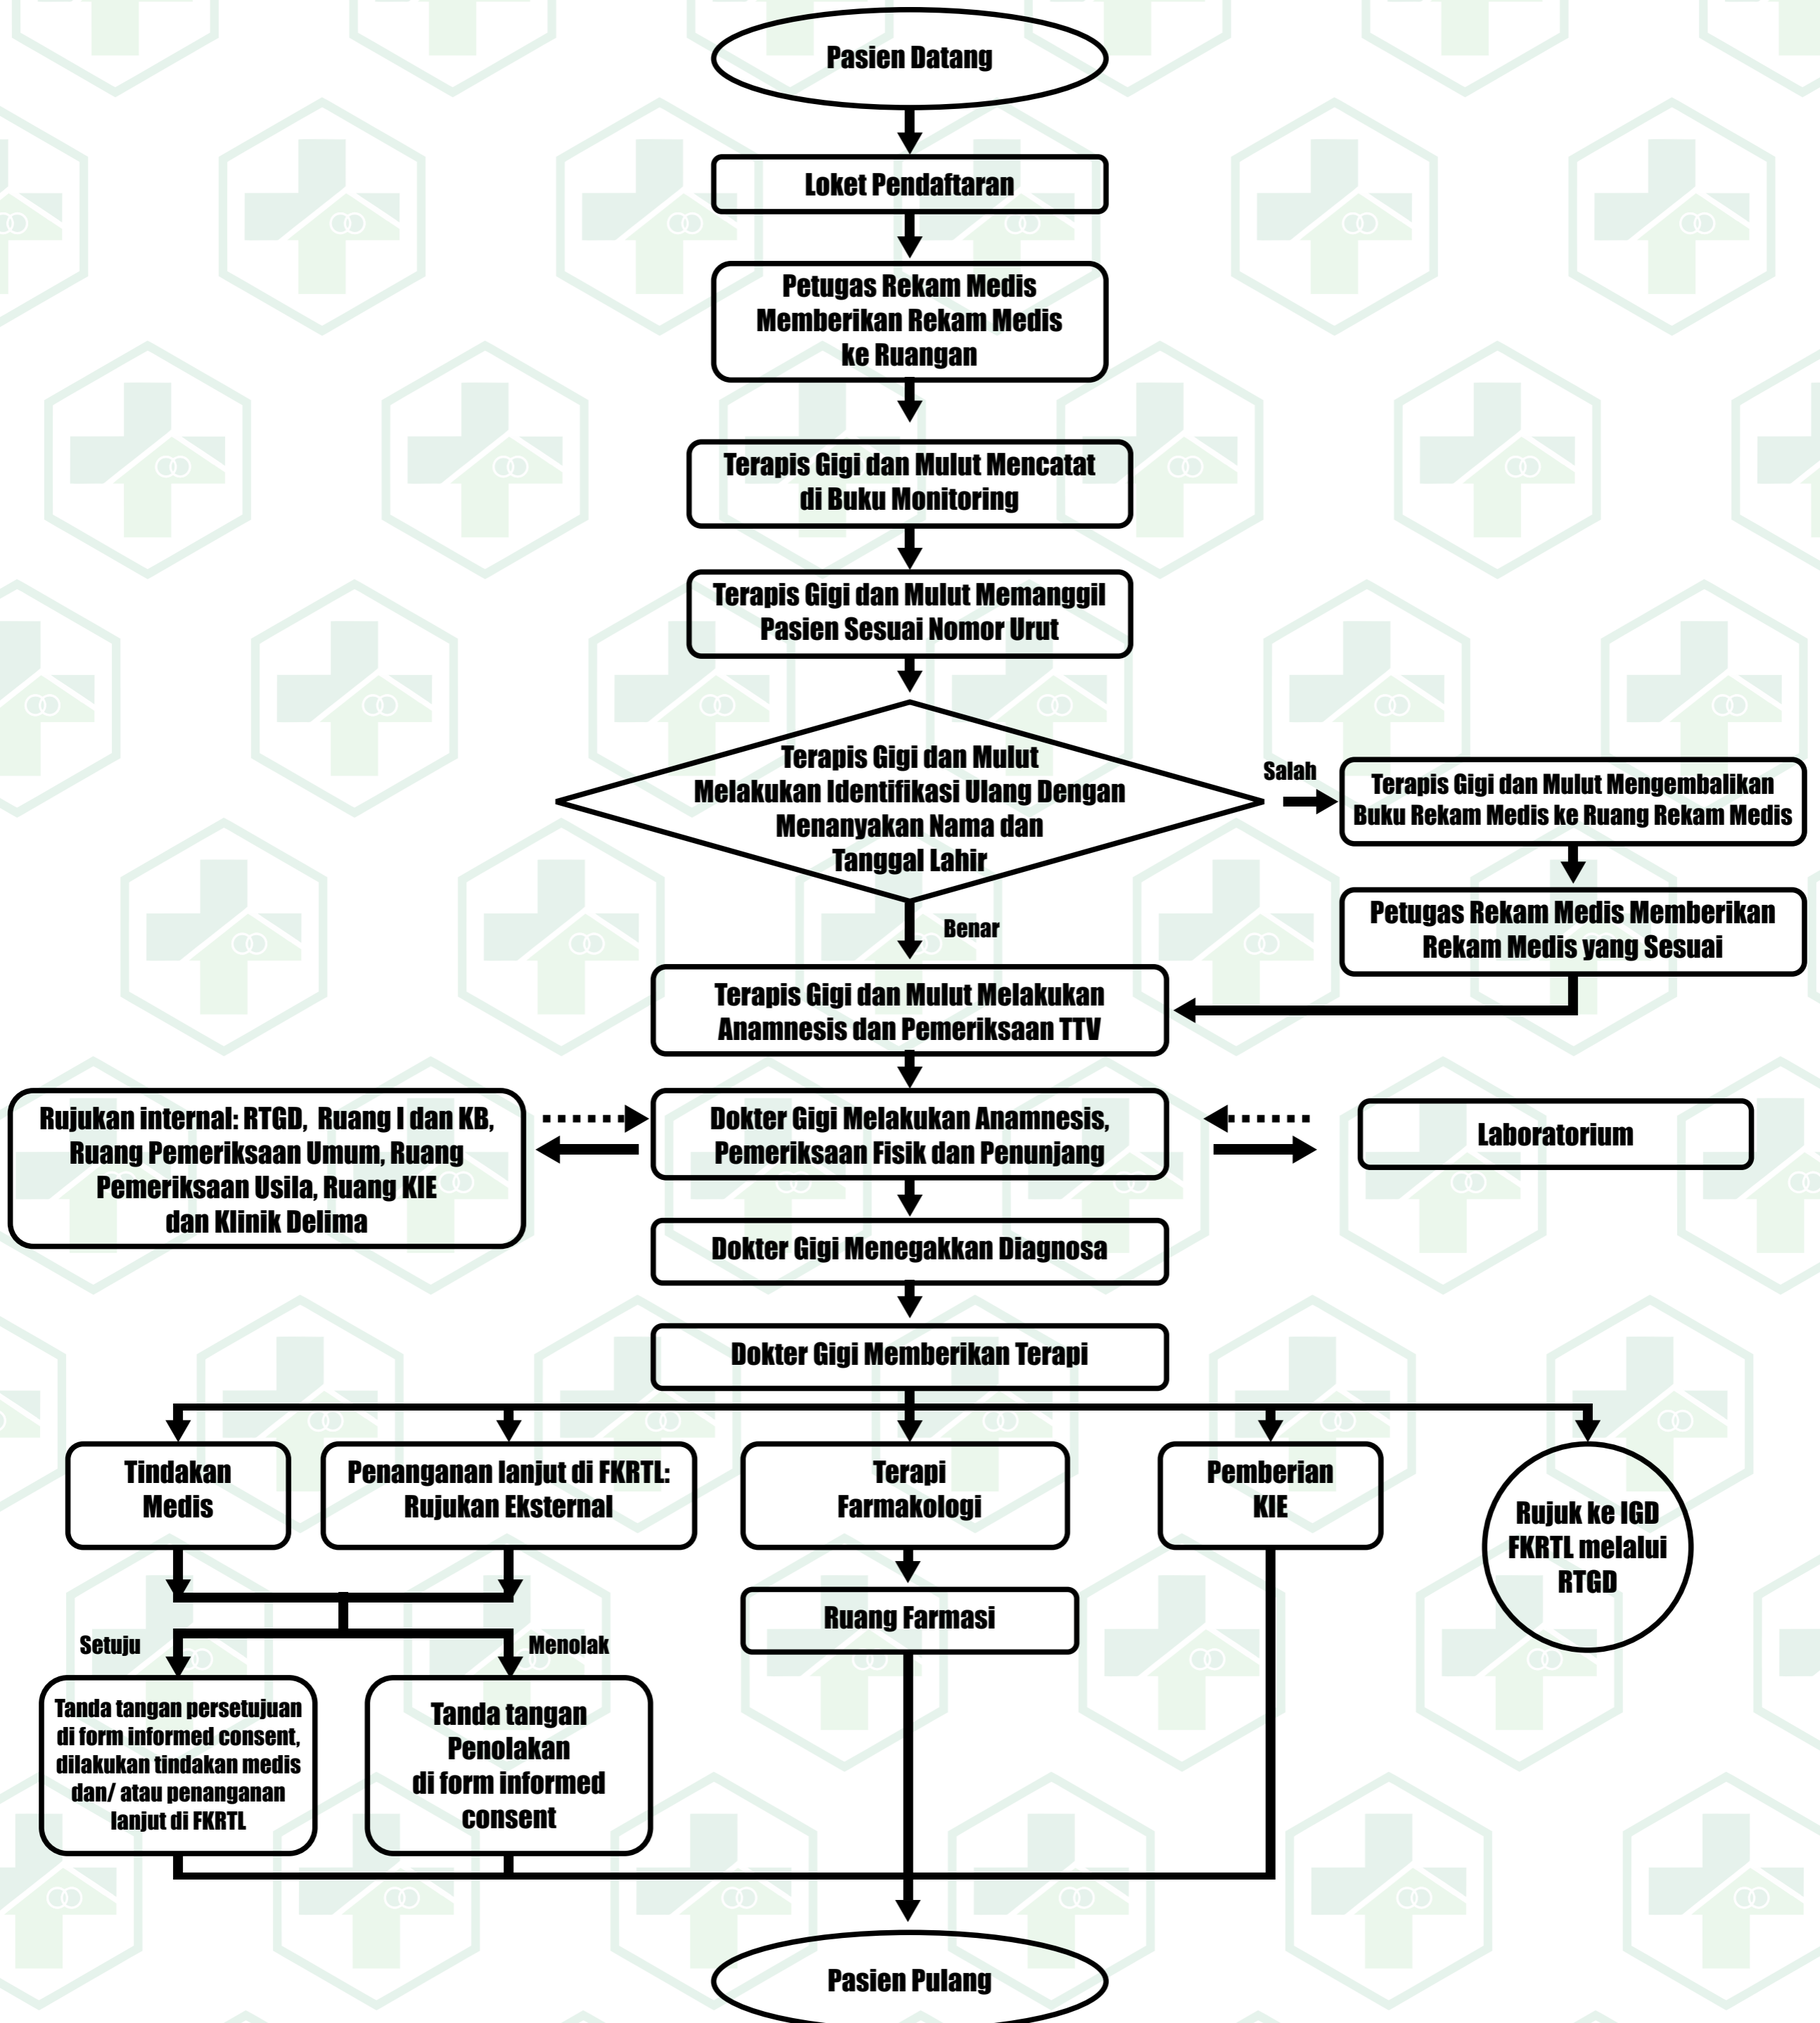 Pasien Datang
Loket Pendaftaran
Petugas Rekam Medis
Memberikan Rekam Medis
ke Ruangan
Terapis Gigi dan Mulut Mencatat
di Buku Monitoring
Terapis Gigi dan Mulut Memanggil
Pasien Sesuai Nomor Urut
Terapis Gigi dan Mulut
Melakukan Identifikasi Ulang Dengan
Menanyakan Nama dan
Tanggal Lahir
Salah
Terapis Gigi dan Mulut Mengembalikan
Buku Rekam Medis ke Ruang Rekam Medis
Petugas Rekam Medis Memberikan
Rekam Medis yang Sesuai
Benar
Terapis Gigi dan Mulut Melakukan
Anamnesis dan Pemeriksaan TTV
Rujukan internal: RTGD, Ruang I dan KB,
Ruang Pemeriksaan Umum, Ruang
Pemeriksaan Usila, Ruang KIE
dan Klinik Delima
Dokter Gigi Melakukan Anamnesis,
Pemeriksaan Fisik dan Penunjang
Laboratorium
Dokter Gigi Menegakkan Diagnosa
Dokter Gigi Memberikan Terapi
Tindakan
Medis
Penanganan lanjut di FKRTL:
Rujukan Eksternal
Terapi
Farmakologi
Pemberian
KIE
Rujuk ke IGD
FKRTL melalui
RTGD
Ruang Farmasi
Setuju
Menolak
Tanda tangan persetujuan
di form informed consent,
dilakukan tindakan medis
dan/ atau penanganan
lanjut di FKRTL
Tanda tangan
Penolakan
di form informed
consent
Pasien Pulang